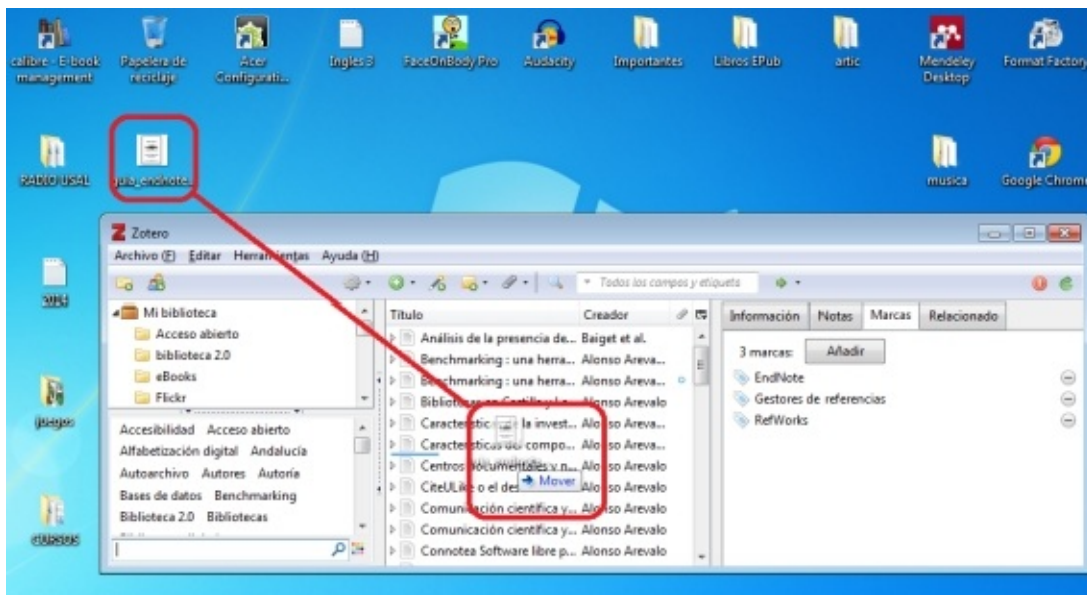 calibre - E-book management
Papelera de reciclaje
Acer Configurati...
Ingles 3
FaceOnBody Pro
Audacity
Importantes
Libros EPub
artic
Mendeley Desktop
Format Factory
RADIO USAL
guia_endnote...
musica
Google Chrome
2014
juegos
CURSOS
Zotero
Archivo (F) Editar Herramientas Ayuda (H)
Todos los campos y etiqueta
Mi biblioteca
Acceso abierto
biblioteca 2.0
eBooks
Flickr
Accesibilidad Acceso abierto
Alfabetización digital Andalucía
Autoarchivo Autores Autoría
Bases de datos Benchmarking
Biblioteca 2.0 Bibliotecas
Título Creador
Análisis de la presencia de... Baiget et al.
Benchmarking : una herra... Alonso Areva...
Benchmarking : una herra... Alonso Areva...
Bibliotecas en Castilla y Le... Alonso Arevalo
Característic de la invest... Alonso Areva...
Características del compo... Alonso Areva...
Centros documentales y n... Alonso Arevalo
CiteULike o el des Alonso Arevalo
Mover
Comunicación científica y... Alonso Arevalo
Comunicación científica y... Alonso Arevalo
Connotea Software libre p... Alonso Arevalo
Información Notas Marcas Relacionado
3 marcas: Añadir
EndNote
Gestores de referencias
RefWorks